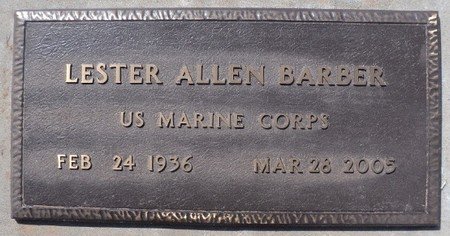 LESTER ALLEN BARBER
US MARINE CORPS
FEB 24 1936 MAR 28 2005